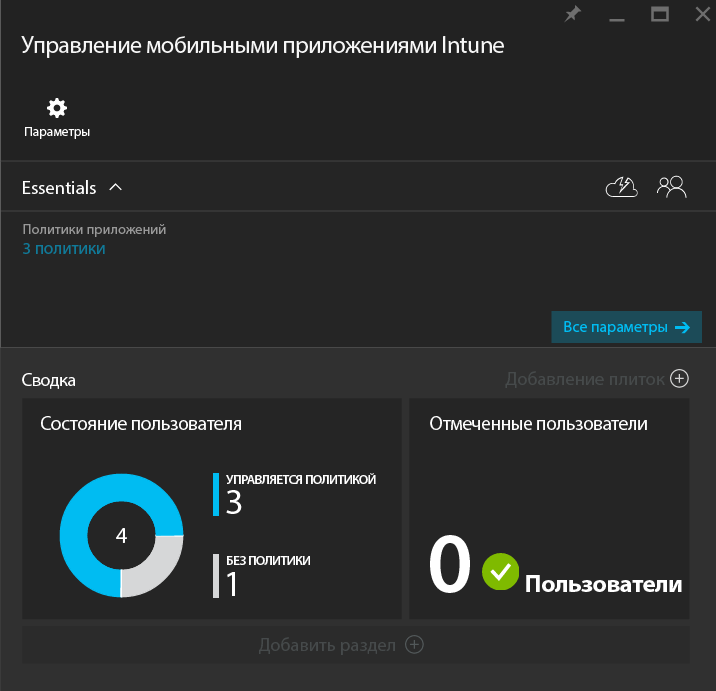 Управление мобильными приложениями Intune
Параметры
Essentials
Политики приложений
3 политики
Все параметры
Сводка
Добавление плиток
Состояние пользователя
4
УПРАВЛЯЕТСЯ ПОЛИТИКОЙ
3
БЕЗ ПОЛИТИКИ
1
Отмеченные пользователи
0 Пользователи
Добавить раздел